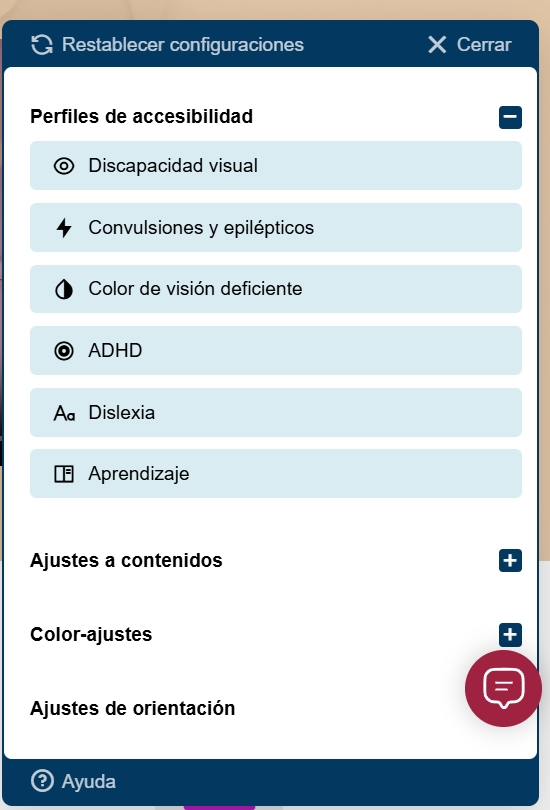 Restablecer configuraciones
Cerrar
Perfiles de accesibilidad
Discapacidad visual
Convulsiones y epilépticos
Color de visión deficiente
ADHD
Aa Dislexia
Aprendizaje
Ajustes a contenidos
Color-ajustes
Ajustes de orientación
? Ayuda